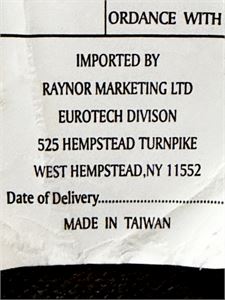 ORDANCE WITH
IMPORTED BY
RAYNOR MARKETING LTD
EUROTECH DIVISON
525 HEMPSTEAD TURNPIKE
WEST HEMPSTEAD,NY 11552
Date of Delivery..........................
MADE IN TAIWAN